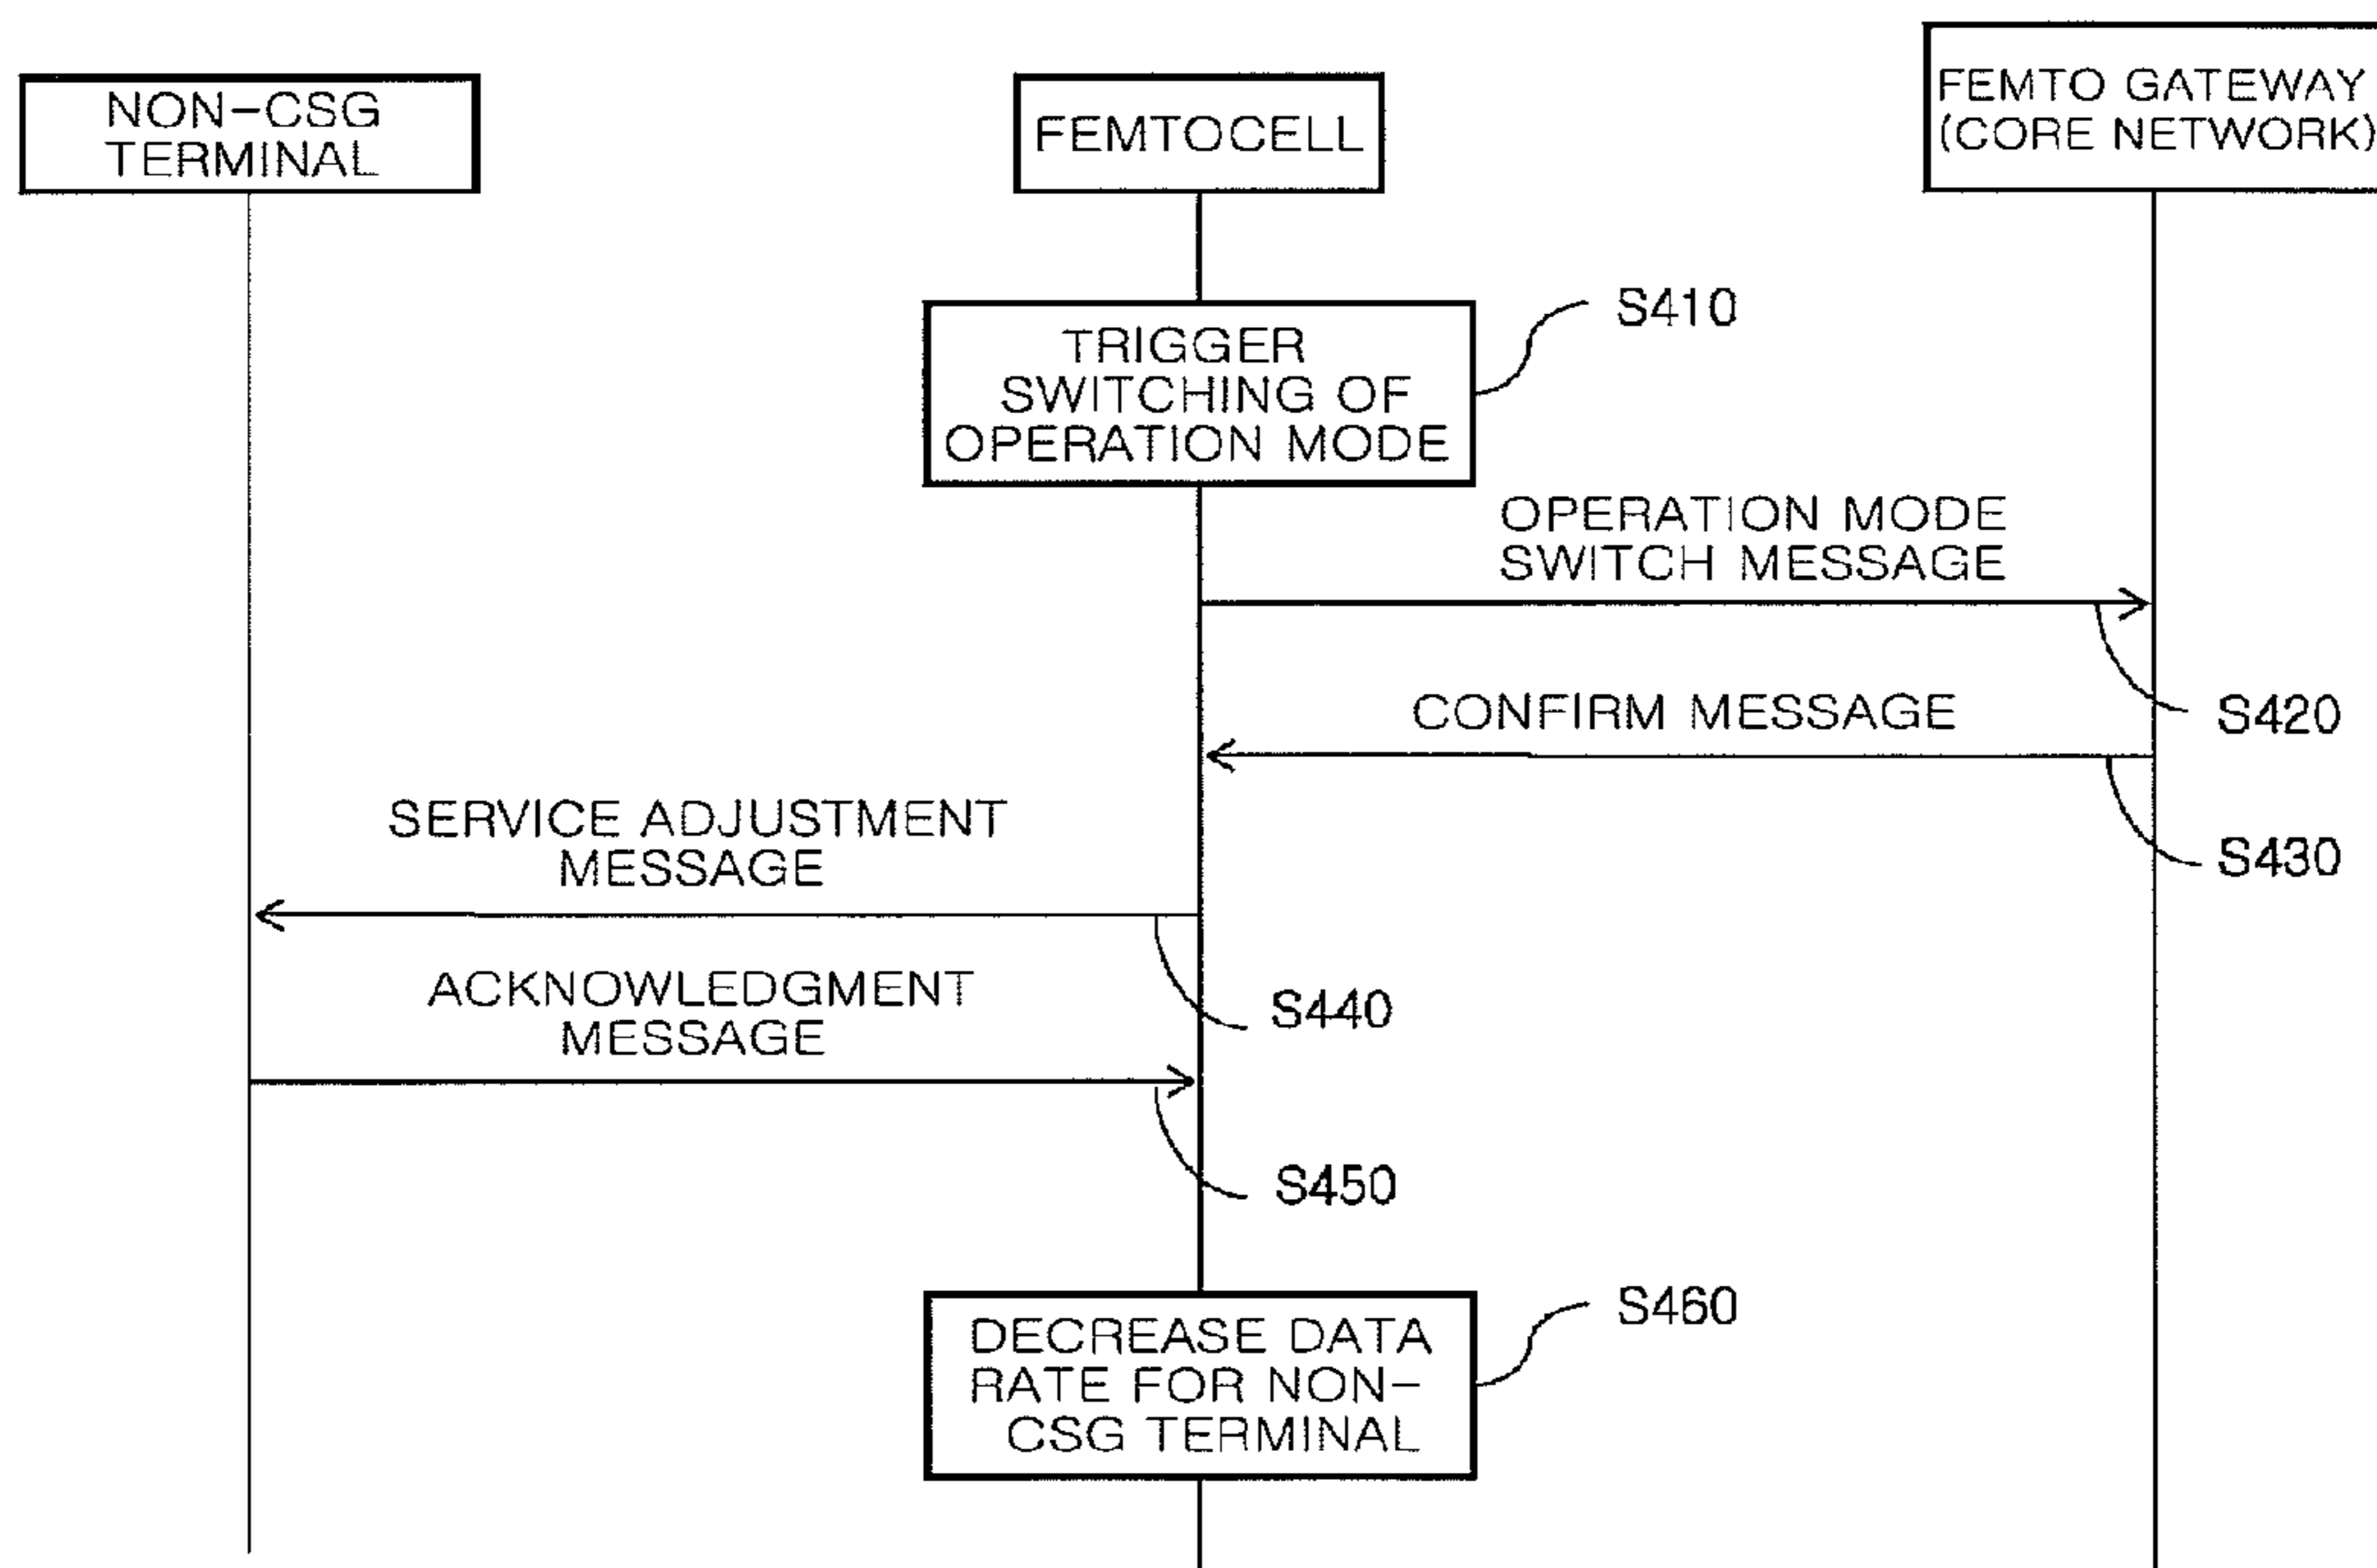 NON-CSG
TERMINAL
FEMTOCELL
FEMTO GATEWAY
(CORE NETWORK)
TRIGGER
SWITCHING OF
OPERATION MODE
S410
OPERATION MODE
SWITCH MESSAGE
S420
CONFIRM MESSAGE
S430
SERVICE ADJUSTMENT
MESSAGE
S440
ACKNOWLEDGMENT
MESSAGE
S450
DECREASE DATA
RATE FOR NON-
CSG TERMINAL
S460